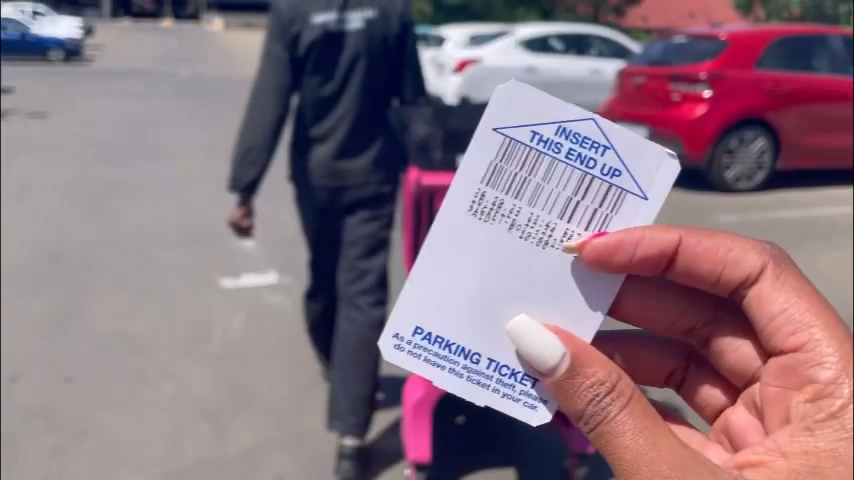 INSERT
THIS END UP
PARKING TICKET
As a precaution against theft, please
do not leave this ticket in your car.